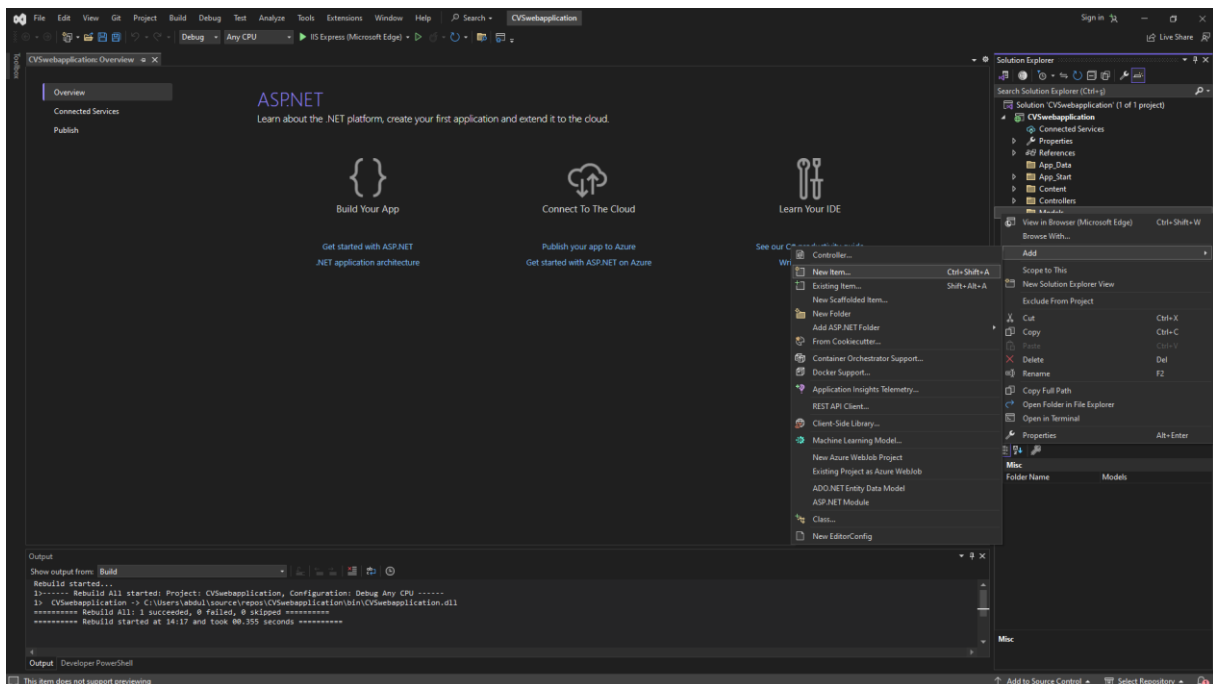 File Edit View Git Project Build Debug Test Analyze Tools Extensions Window Help Search CVSwebapplication Sign in
Debug Any CPU IIS Express (Microsoft Edge) Live Share
Toolbox
CVSwebapplication: Overview
Overview
Connected Services
Publish
ASP.NET
Learn about the .NET platform, create your first application and extend it to the cloud.
Build Your App
Get started with ASP.NET
.NET application architecture
Connect To The Cloud
Publish your app to Azure
Get started with ASP.NET on Azure
Learn Your IDE
See our C# productivity guide
Wri
Solution Explorer
Search Solution Explorer (Ctrl+ş)
Solution 'CVSwebapplication' (1 of 1 project)
CVSwebapplication
Connected Services
Properties
References
App_Data
App_Start
Content
Controllers
Models
View in Browser (Microsoft Edge) Ctrl+Shift+W
Browse With...
Add
Scope to This
New Solution Explorer View
Exclude From Project
Cut Ctrl+X
Copy Ctrl+C
Paste Ctrl+V
Delete Del
Rename F2
Copy Full Path
Open Folder in File Explorer
Open in Terminal
Properties Alt+Enter
Controller...
New Item... Ctrl+Shift+A
Existing Item... Shift+Alt+A
New Scaffolded Item...
New Folder
Add ASP.NET Folder
From Cookiecutter...
Container Orchestrator Support...
Docker Support...
Application Insights Telemetry...
REST API Client...
Client-Side Library...
Machine Learning Model...
New Azure WebJob Project
Existing Project as Azure WebJob
ADO.NET Entity Data Model
ASP.NET Module
Class...
New EditorConfig
Misc
Folder Name Models
Misc
Output
Show output from: Build
Rebuild started...
1>------ Rebuild All started: Project: CVSwebapplication, Configuration: Debug Any CPU ------
1> CVSwebapplication -> C:\Users\abdul\source\repos\CVSwebapplication\bin\CVSwebapplication.dll
========== Rebuild All: 1 succeeded, 0 failed, 0 skipped ==========
========== Rebuild started at 14:17 and took 00.355 seconds ==========
Output Developer PowerShell
This item does not support previewing Add to Source Control Select Repository